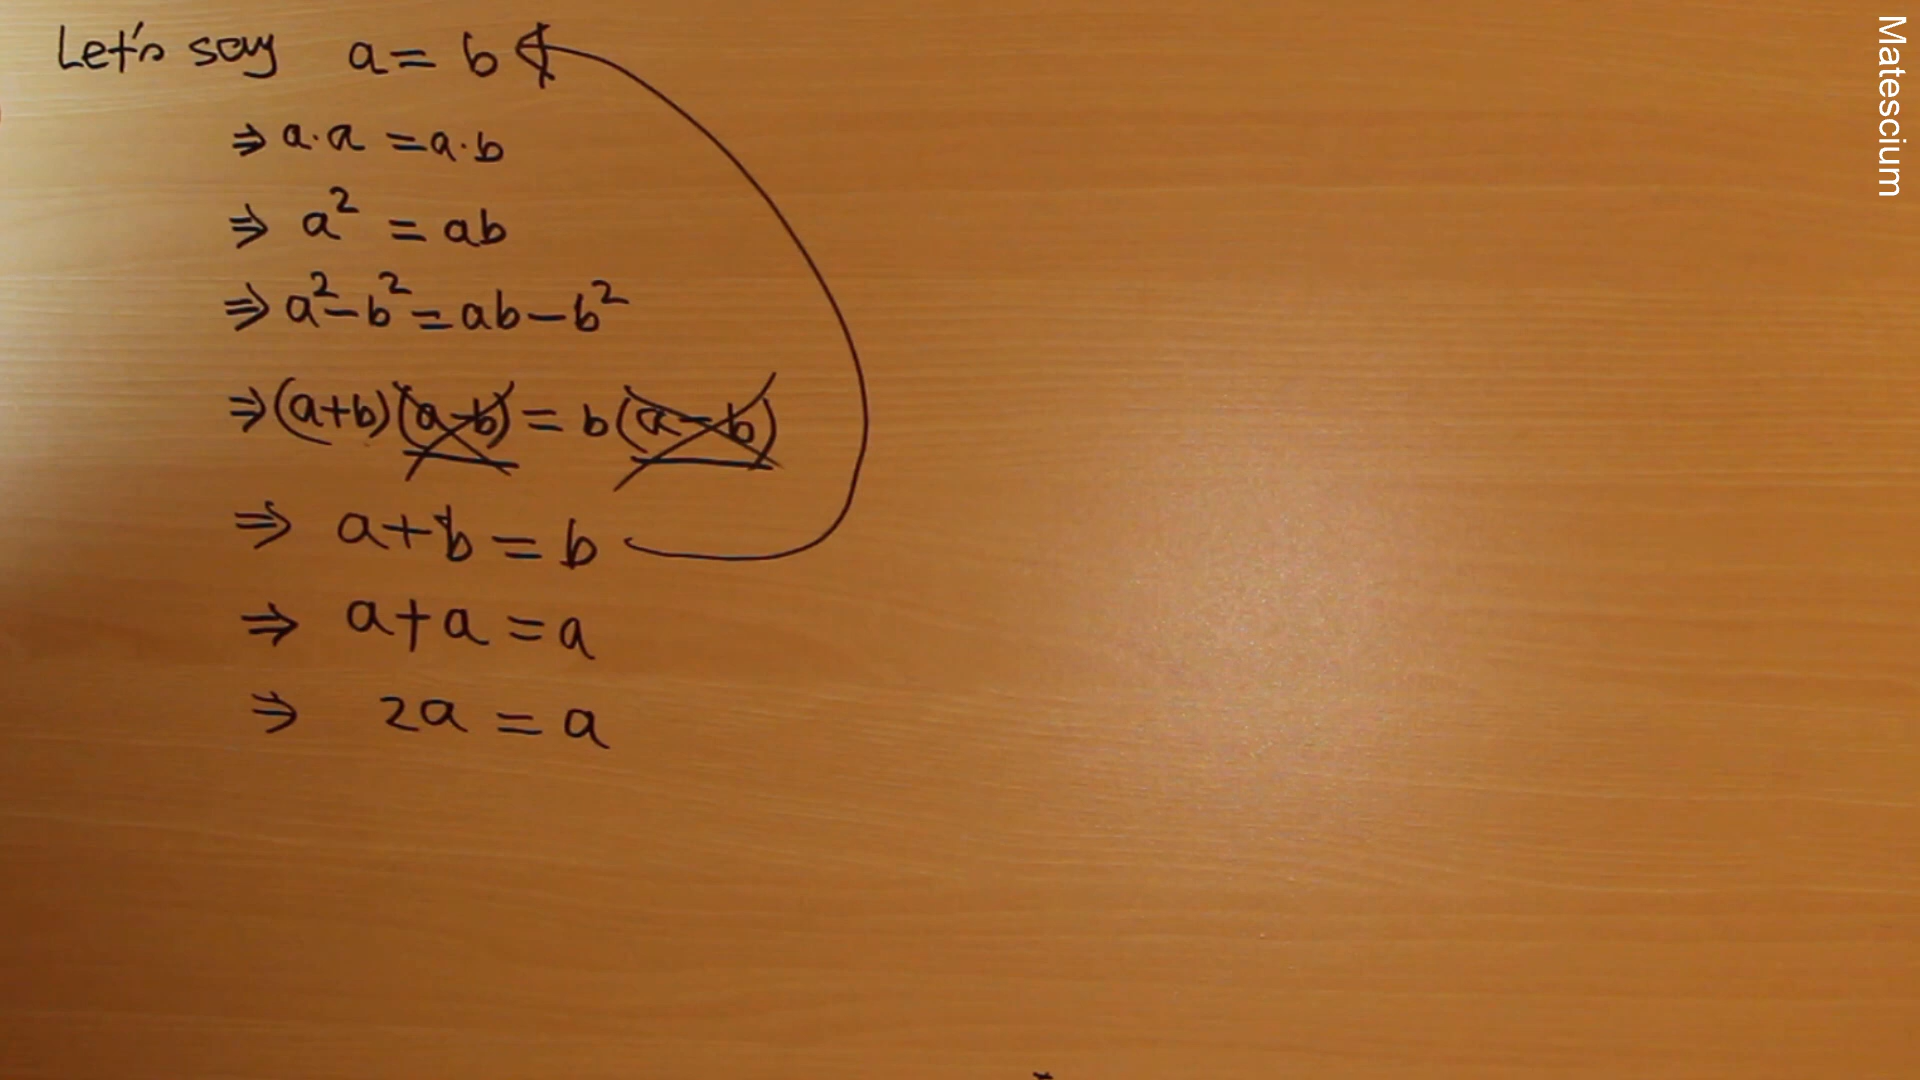 Let's say a = b
⇒ a·a = a·b
⇒ a² = ab
⇒ a²-b² = ab-b²
⇒ (a+b)(a-b) = b(a-b)
⇒ a+b = b
⇒ a+a = a
⇒ 2a = a
Matescium